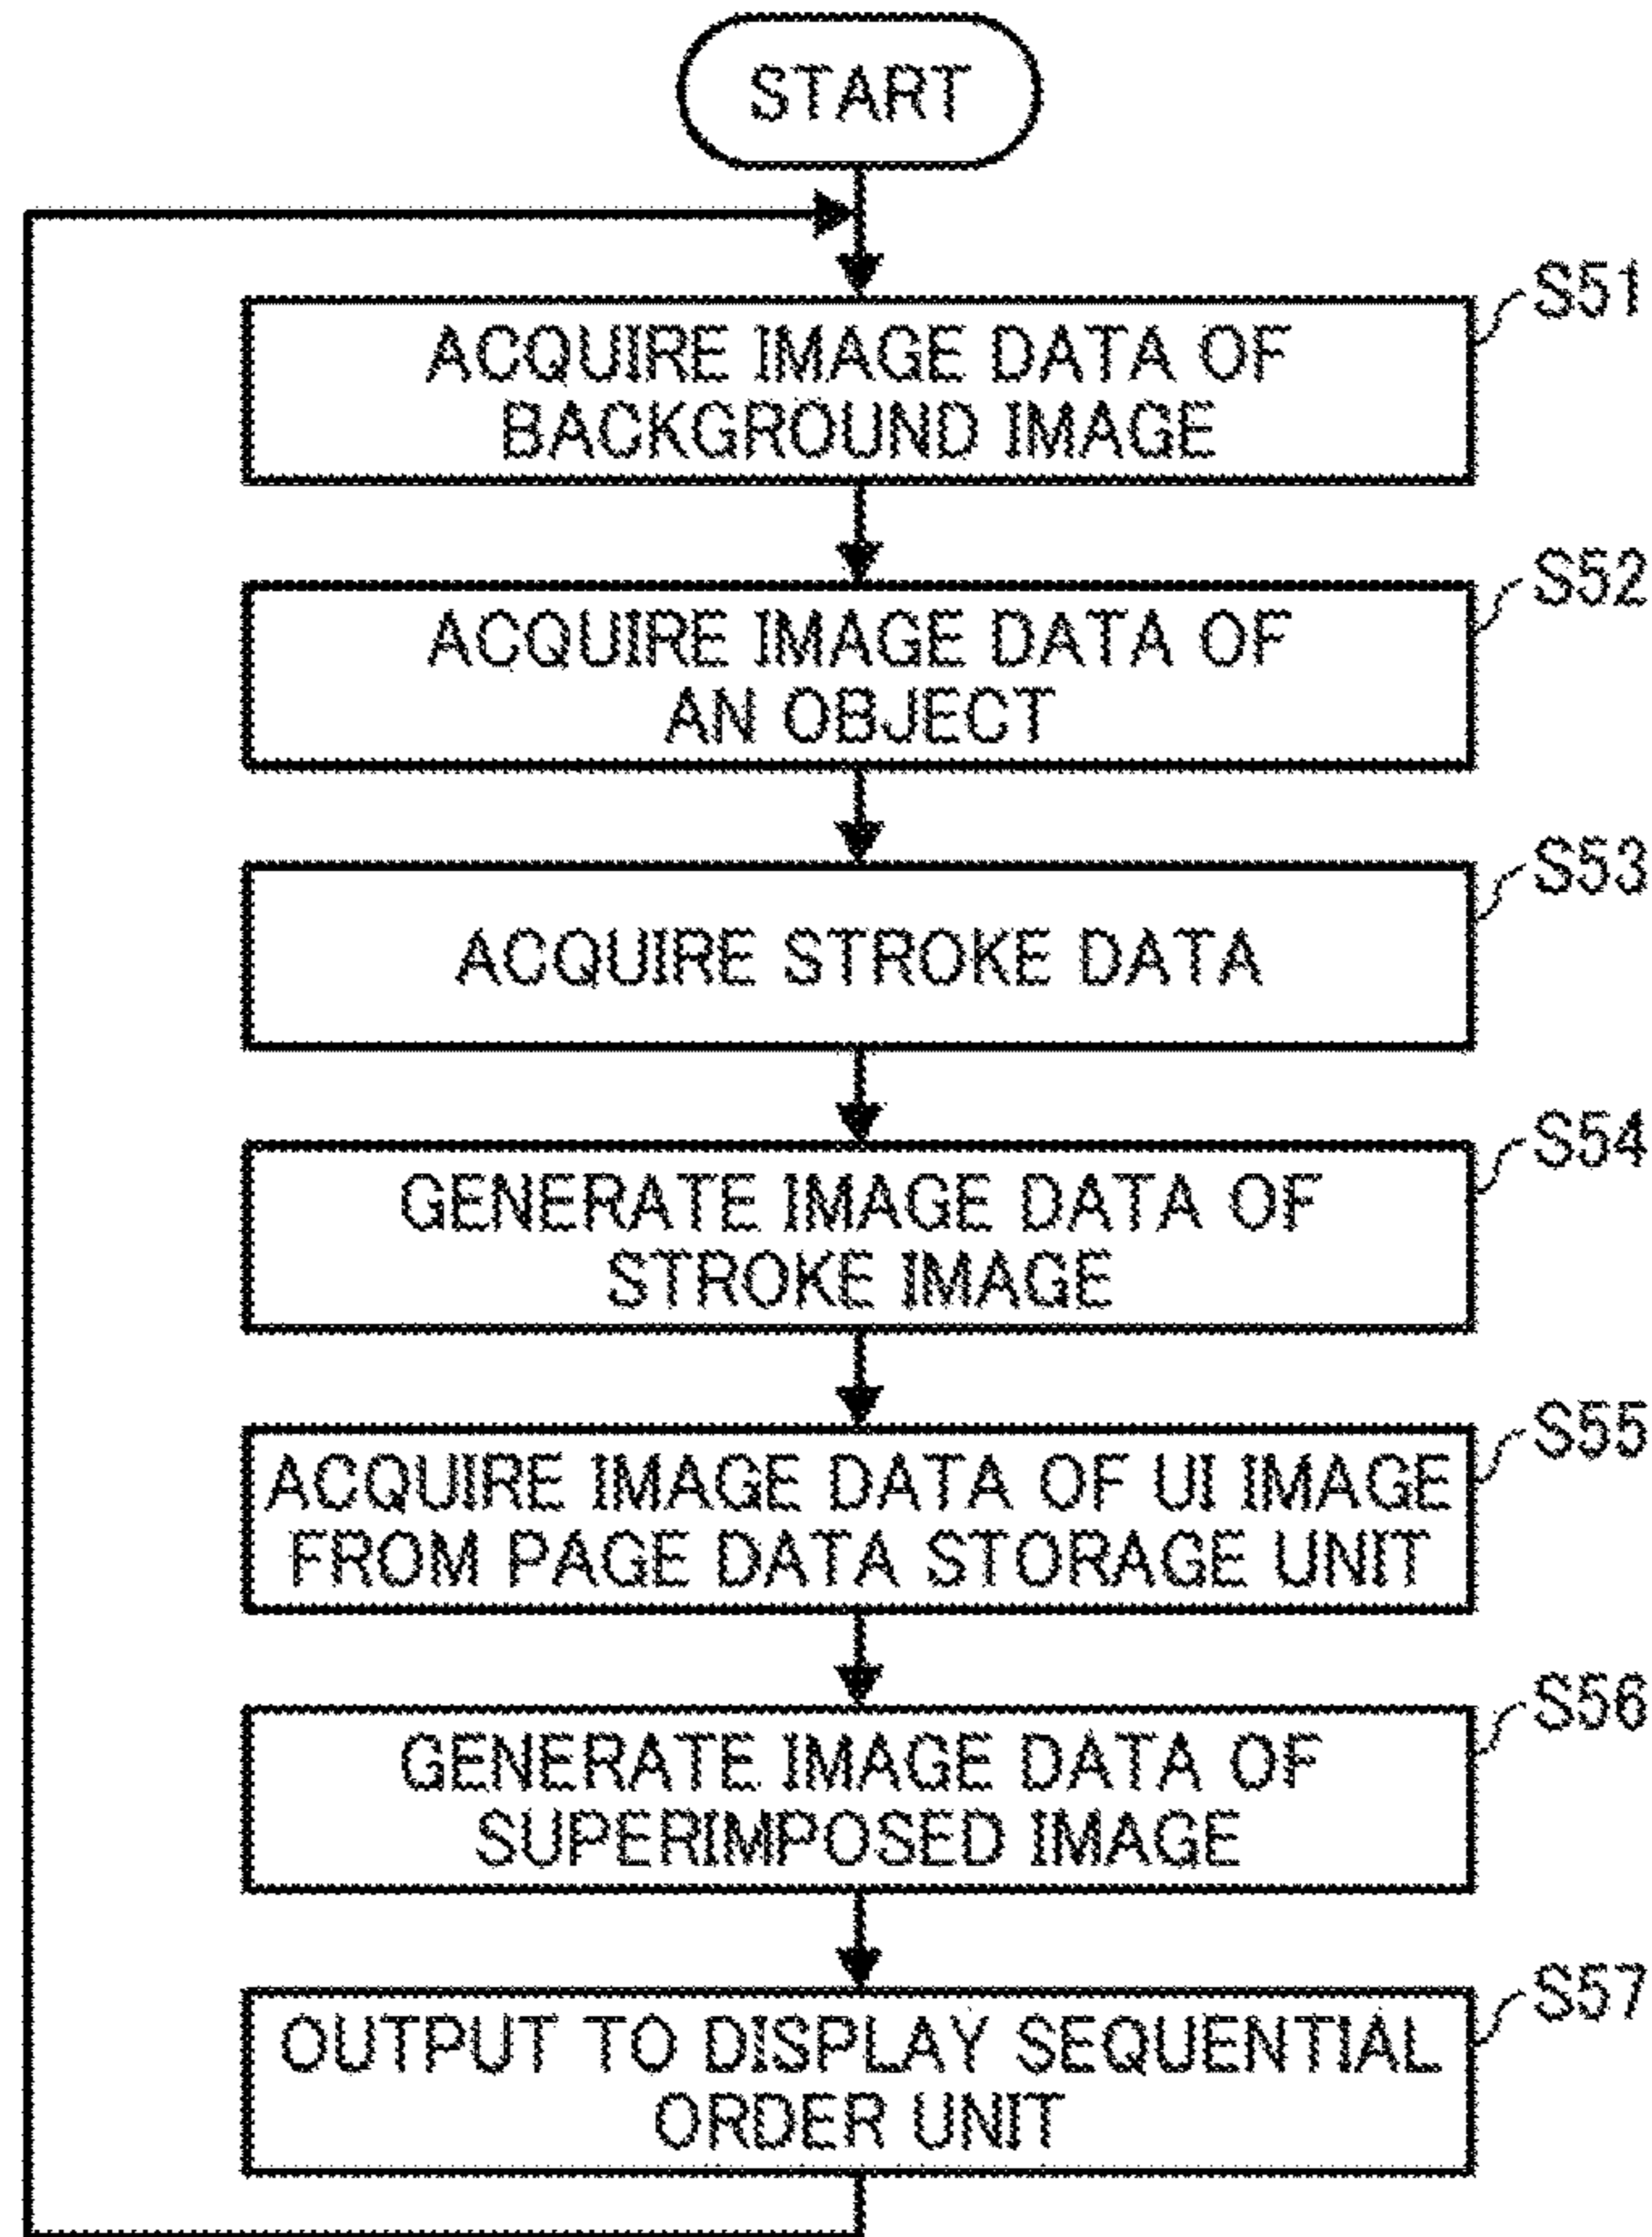 START
S51
ACQUIRE IMAGE DATA OF
BACKGROUND IMAGE
S52
ACQUIRE IMAGE DATA OF
AN OBJECT
S53
ACQUIRE STROKE DATA
S54
GENERATE IMAGE DATA OF
STROKE IMAGE
S55
ACQUIRE IMAGE DATA OF UI IMAGE
FROM PAGE DATA STORAGE UNIT
S56
GENERATE IMAGE DATA OF
SUPERIMPOSED IMAGE
S57
OUTPUT TO DISPLAY SEQUENTIAL
ORDER UNIT